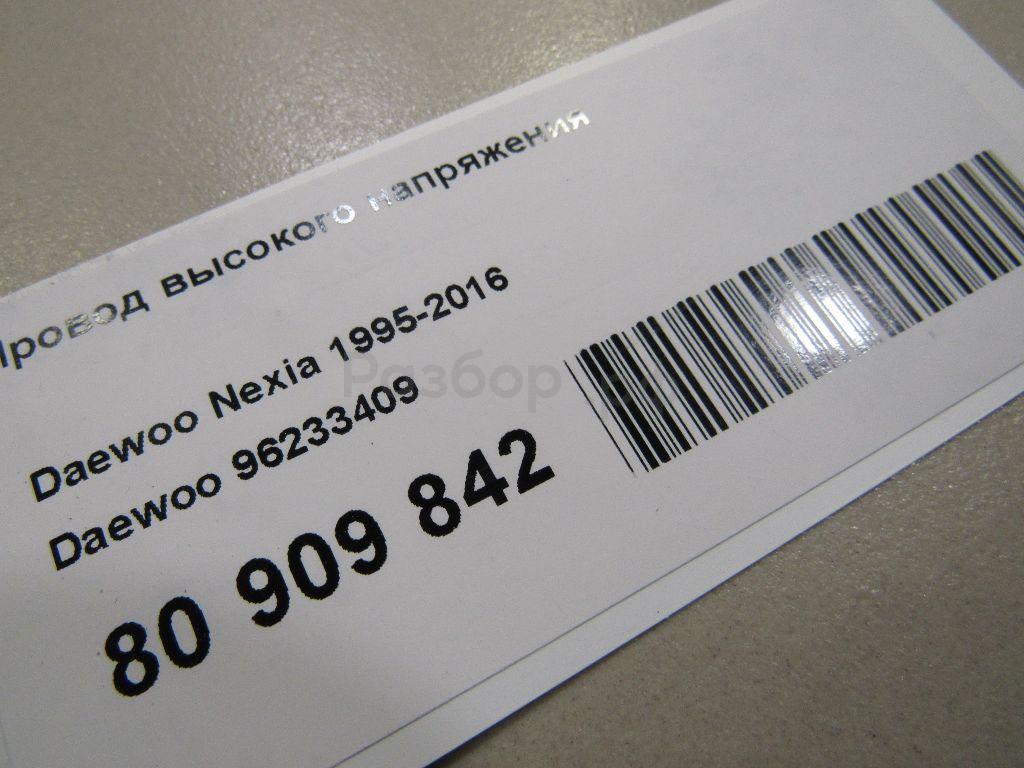 Провод высокого напряжения
Daewoo Nexia 1995-2016
Daewoo 96233409
80 909 842
Разбор